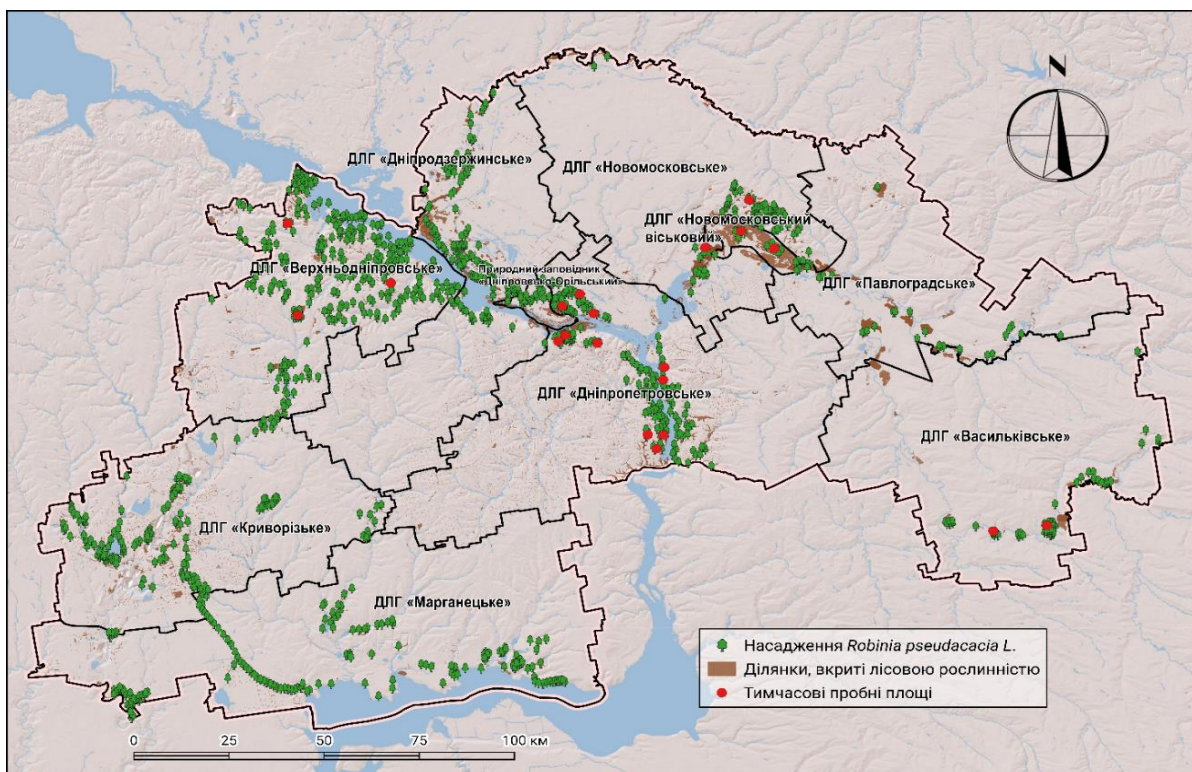 N
ДЛГ «Дніпродзержинське»
ДЛГ «Новомосковське»
ДЛГ «Новомосковський
віськовий»
ДЛГ «Верхньодніпровське»
Природний заповідник
«Дніпровсько-Орільський»
ДЛГ «Павлоградське»
ДЛГ «Дніпропетровське»
ДЛГ «Васильківське»
ДЛГ «Криворізьке»
ДЛГ «Марганецьке»
Насадження Robinia pseudacacia L.
Ділянки, вкриті лісовою рослинністю
Тимчасові пробні площі
0 25 50 75 100 км